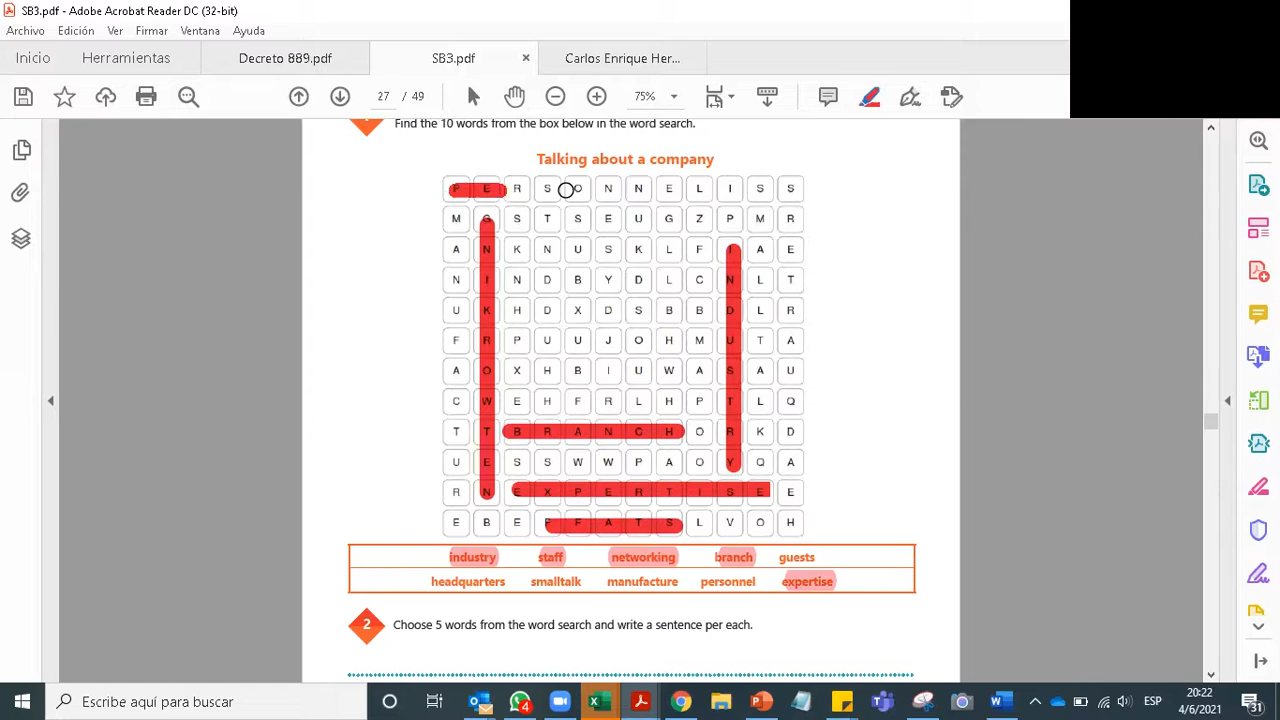 SB3.pdf - Adobe Acrobat Reader DC (32-bit)
Archivo Edición Ver Firmar Ventana Ayuda
Inicio Herramientas Decreto 889.pdf SB3.pdf × Carlos Enrique Her...
27 / 49 75%
Find the 10 words from the box below in the word search.
Talking about a company
P E R S O N N E L I S S
M G S T S E U G Z P M R
A N K N U S K L F I A E
N I N D B Y D L C N L T
U K H D X D S B B D L R
F R P U U J O H M U T A
A O X H B I U W A S A U
C W E H F R L H P T L Q
T T B R A N C H O R K D
U E S S W W P A O Y Q A
R N E X P E R T I S E E
E B E F F A T S L V O H
industry staff networking branch guests
headquarters smalltalk manufacture personnel expertise
2 Choose 5 words from the word search and write a sentence per each.
Escribe aquí para buscar
4
ESP
20:22
4/6/2021
31